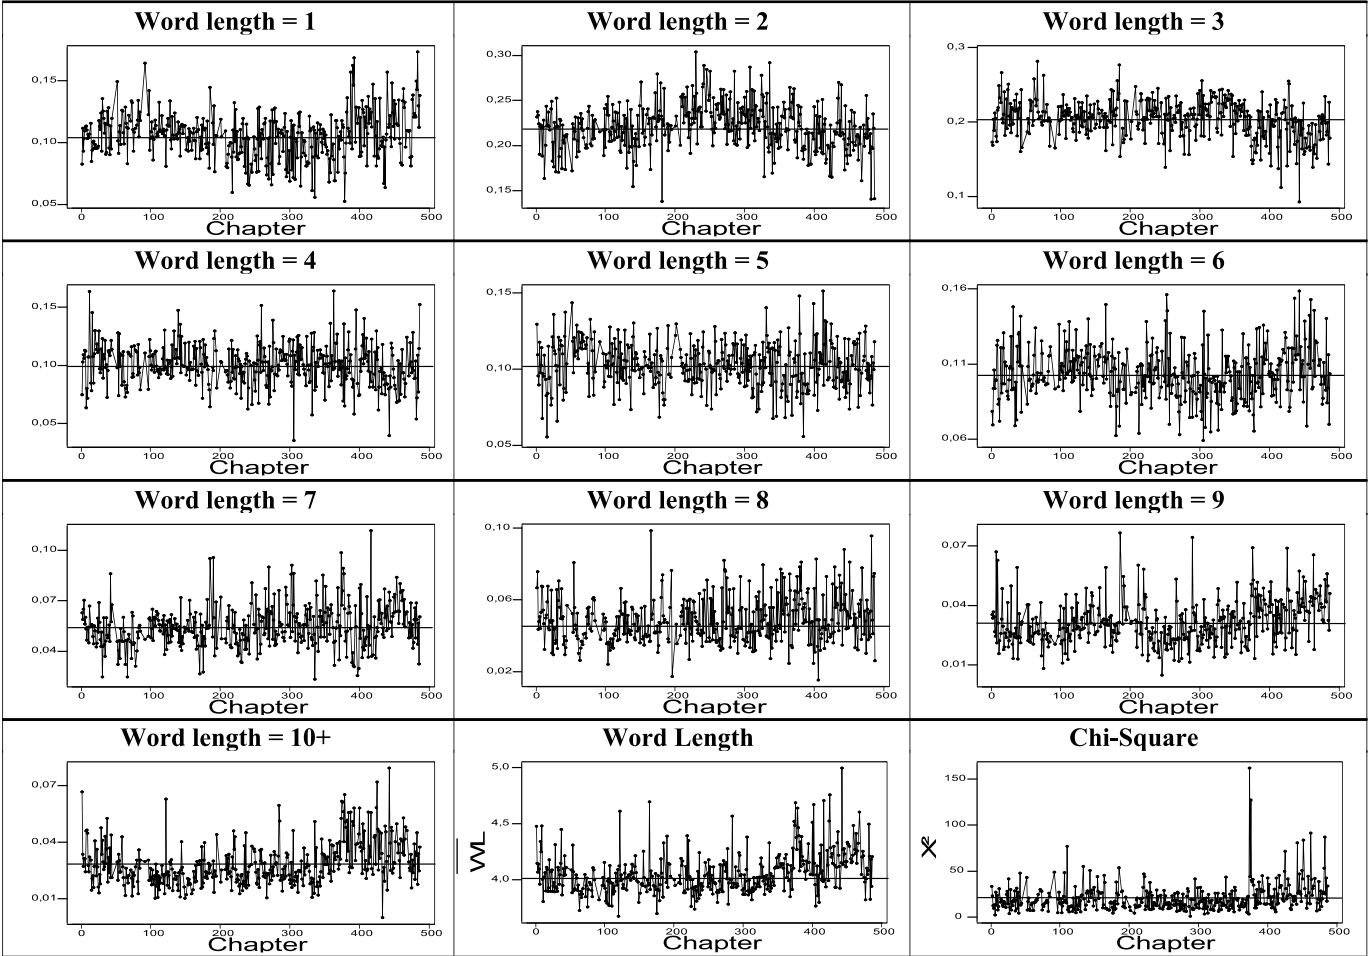 Word length = 1
Word length = 2
Word length = 3
0,15
0,10
0,05
0 100 200 300 400 500
Chapter
0,30
0,25
0,20
0,15
0 100 200 300 400 500
Chapter
0,3
0,2
0,1
0 100 200 300 400 500
Chapter
Word length = 4
Word length = 5
Word length = 6
0,15
0,10
0,05
0 100 200 300 400 500
Chapter
0,15
0,10
0,05
0 100 200 300 400 500
Chapter
0,16
0,11
0,06
0 100 200 300 400 500
Chapter
Word length = 7
Word length = 8
Word length = 9
0,10
0,07
0,04
0 100 200 300 400 500
Chapter
0,10
0,06
0,02
0 100 200 300 400 500
Chapter
0,07
0,04
0,01
0 100 200 300 400 500
Chapter
Word length = 10+
Word Length
Chi-Square
0,07
0,04
0,01
0 100 200 300 400 500
Chapter
WL
5,0
4,5
4,0
0 100 200 300 400 500
Chapter
X²
150
100
50
0
0 100 200 300 400 500
Chapter